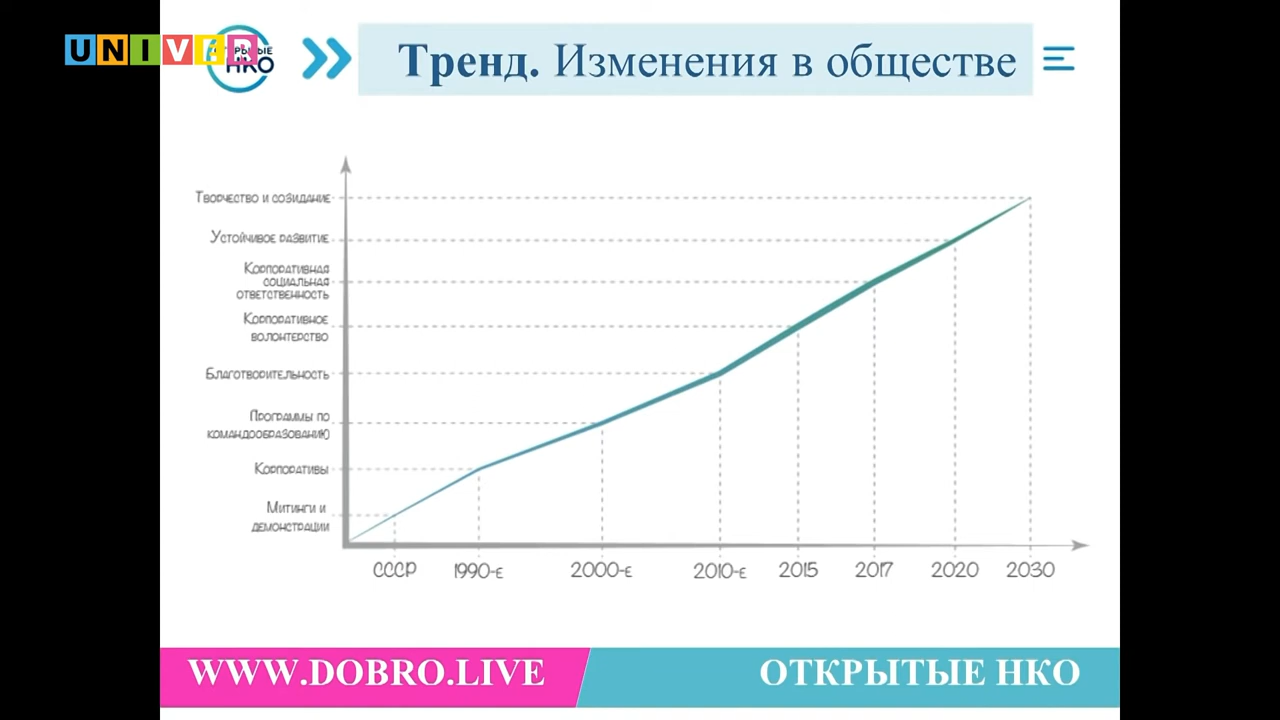 UNIVER
НКО
Тренд. Изменения в обществе
Творчество и созидание
Устойчивое развитие
Корпоративная
социальная
ответственность
Корпоративное
волонтерство
Благотворительность
Программы по
командообразованию
Корпоративы
Митинги и
демонстрации
СССР 1990-е 2000-е 2010-е 2015 2017 2020 2030
WWW.DOBRO.LIVE
ОТКРЫТЫЕ НКО